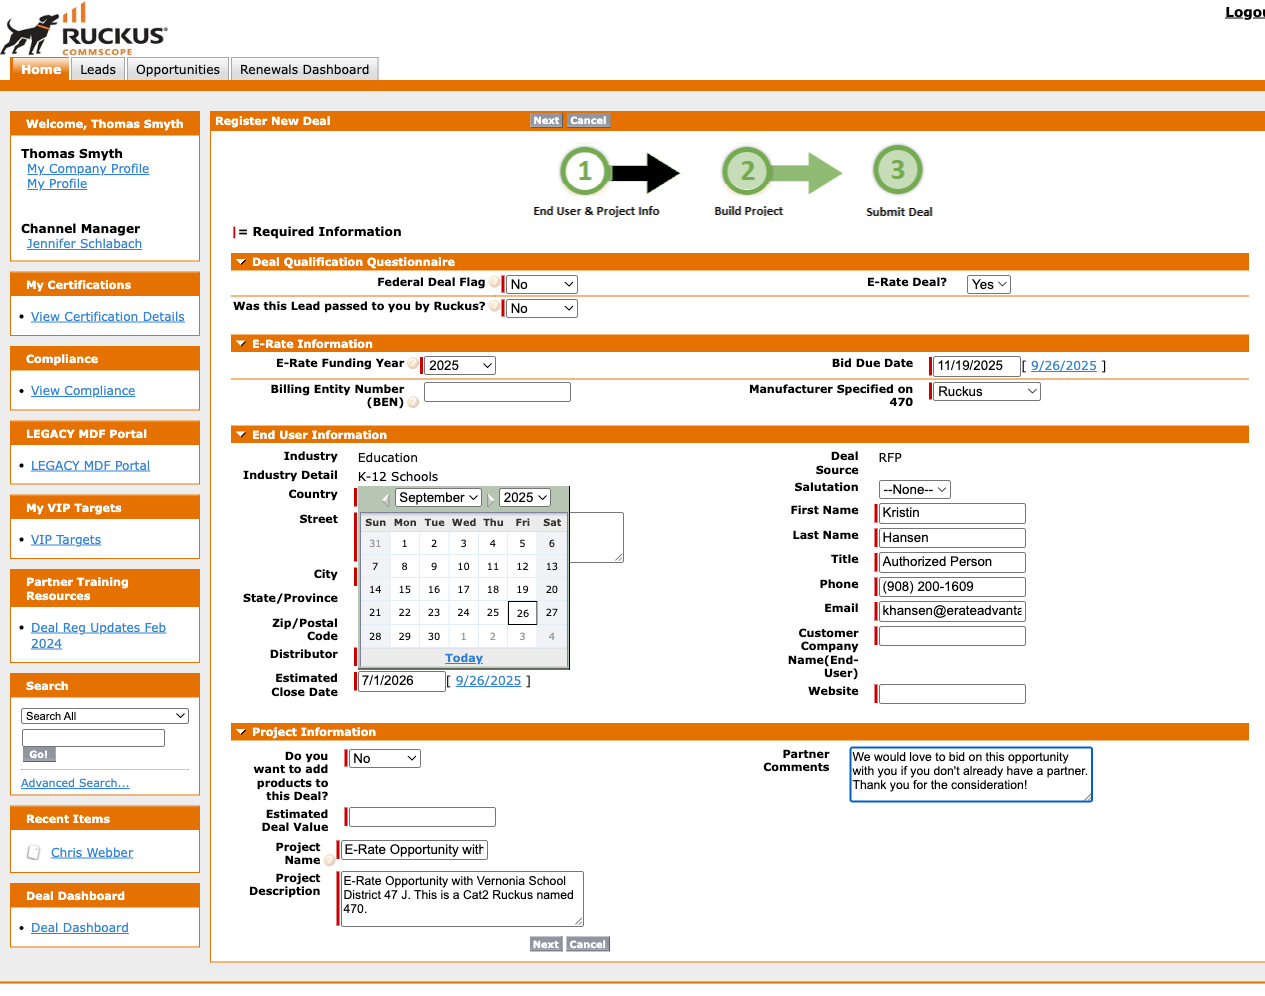 Logou
RUCKUS
COMMSCOPE
Home
Leads
Opportunities
Renewals Dashboard
Welcome, Thomas Smyth
Thomas Smyth
My Company Profile
My Profile
Channel Manager
Jennifer Schlabach
My Certifications
• View Certification Details
Compliance
• View Compliance
LEGACY MDF Portal
• LEGACY MDF Portal
My VIP Targets
• VIP Targets
Partner Training
Resources
• Deal Reg Updates Feb
2024
Search
Search All
Go!
Advanced Search...
Recent Items
Chris Webber
Deal Dashboard
• Deal Dashboard
Register New Deal
Next Cancel
1 2 3
End User & Project Info
Build Project
Submit Deal
= Required Information
Deal Qualification Questionnaire
Federal Deal Flag ? No
E-Rate Deal? Yes
Was this Lead passed to you by Ruckus? ? No
E-Rate Information
E-Rate Funding Year ? 2025
Bid Due Date 11/19/2025 [ 9/26/2025 ]
Billing Entity Number
(BEN) ?
Manufacturer Specified on
470
Ruckus
End User Information
Industry Education
Industry Detail K-12 Schools
Country
Street
City
State/Province
Zip/Postal
Code
Distributor
Estimated
Close Date
7/1/2026 [ 9/26/2025 ]
September 2025
Sun Mon Tue Wed Thu Fri Sat
31 1 2 3 4 5 6
7 8 9 10 11 12 13
14 15 16 17 18 19 20
21 22 23 24 25 26 27
28 29 30 1 2 3 4
Today
Deal
Source
RFP
Salutation --None--
First Name Kristin
Last Name Hansen
Title Authorized Person
Phone (908) 200-1609
Email khansen@erateadvanta
Customer
Company
Name(End-
User)
Website
Project Information
Do you
want to add
products to
this Deal?
No
Estimated
Deal Value
Project
Name ?
E-Rate Opportunity with
Project
Description
E-Rate Opportunity with Vernonia School
District 47 J. This is a Cat2 Ruckus named
470.
Partner
Comments
We would love to bid on this opportunity
with you if you don't already have a partner.
Thank you for the consideration!
Next Cancel